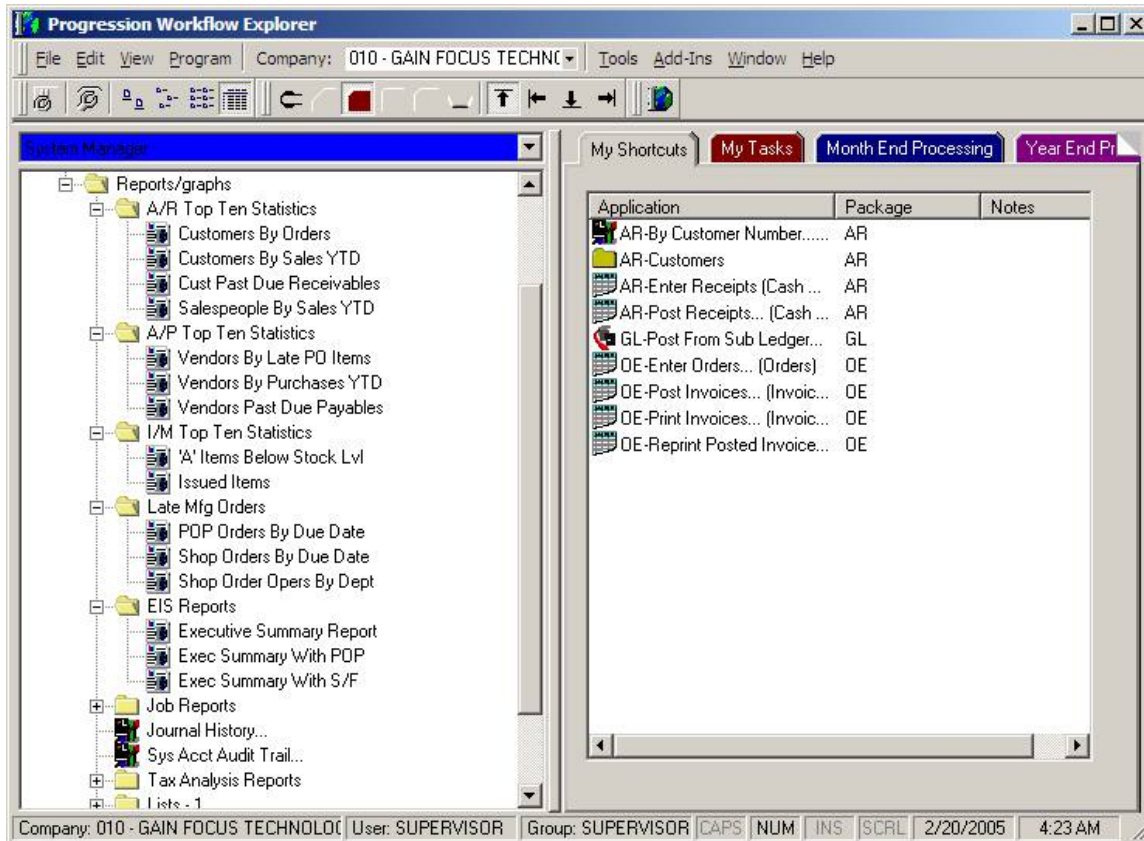 Progression Workflow Explorer
File Edit View Program Company: 010 - GAIN FOCUS TECHN( Tools Add-Ins Window Help
System Manager
Reports/graphs
A/R Top Ten Statistics
Customers By Orders
Customers By Sales YTD
Cust Past Due Receivables
Salespeople By Sales YTD
A/P Top Ten Statistics
Vendors By Late PO Items
Vendors By Purchases YTD
Vendors Past Due Payables
I/M Top Ten Statistics
'A' Items Below Stock Lvl
Issued Items
Late Mfg Orders
POP Orders By Due Date
Shop Orders By Due Date
Shop Order Opers By Dept
EIS Reports
Executive Summary Report
Exec Summary With POP
Exec Summary With S/F
Job Reports
Journal History...
Sys Acct Audit Trail...
Tax Analysis Reports
Lists - 1
My Shortcuts My Tasks Month End Processing Year End Pr
Application Package Notes
AR-By Customer Number...... AR
AR-Customers AR
AR-Enter Receipts (Cash ... AR
AR-Post Receipts... (Cash ... AR
GL-Post From Sub Ledger... GL
OE-Enter Orders... (Orders) OE
OE-Post Invoices... (Invoic... OE
OE-Print Invoices... (Invoic... OE
OE-Reprint Posted Invoice... OE
Company: 010 - GAIN FOCUS TECHNOLO( User: SUPERVISOR Group: SUPERVISOR CAPS NUM INS SCRL 2/20/2005 4:23 AM